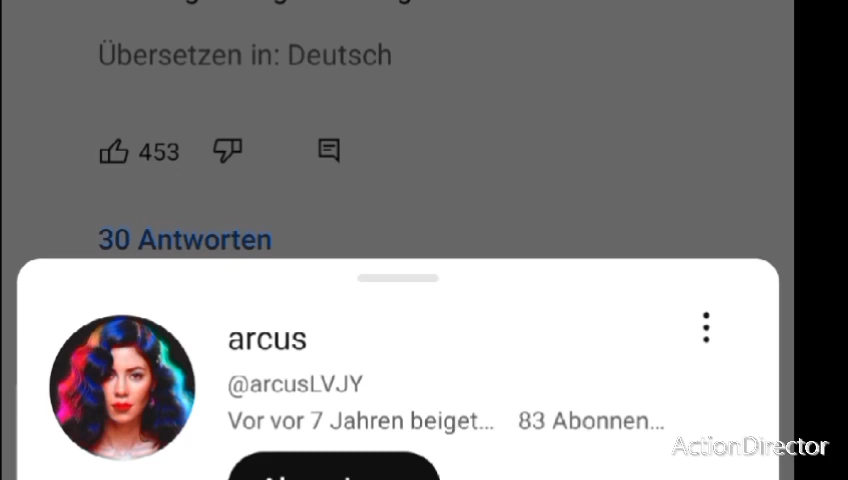 Übersetzen in: Deutsch
453
30 Antworten
arcus
@arcusLVJY
Vor vor 7 Jahren beiget... 83 Abonnen...
ActionDirector